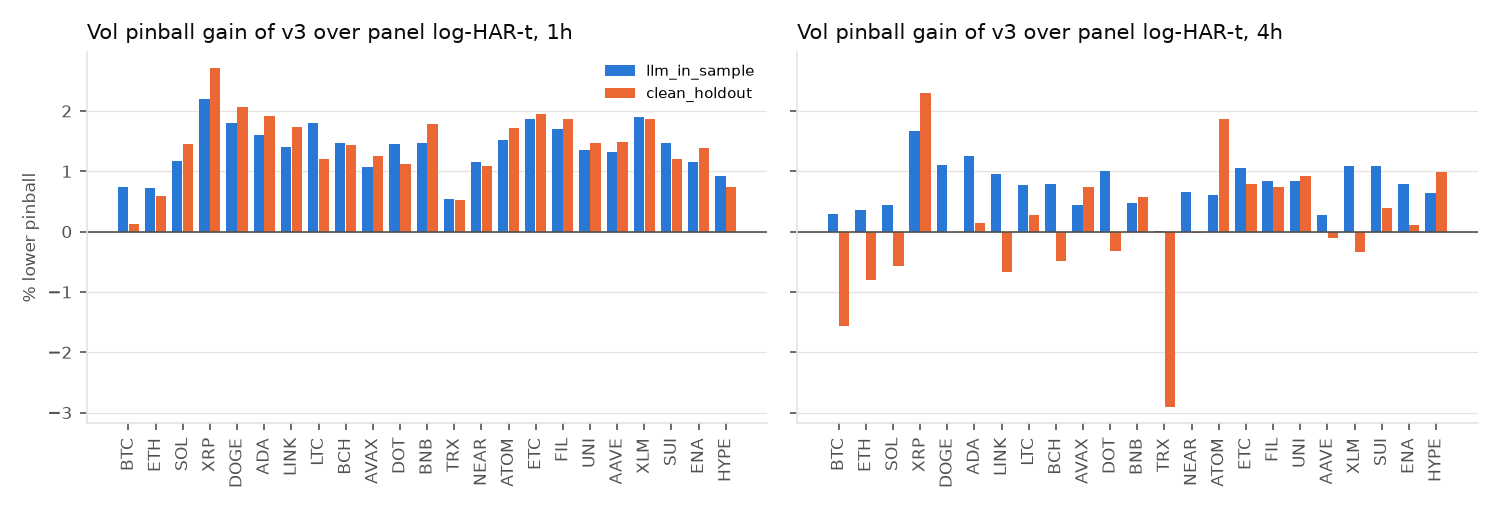 Vol pinball gain of v3 over panel log-HAR-t, 1h
Vol pinball gain of v3 over panel log-HAR-t, 4h
llm_in_sample
clean_holdout
% lower pinball
2
1
0
−1
−2
−3
BTC
ETH
SOL
XRP
DOGE
ADA
LINK
LTC
BCH
AVAX
DOT
BNB
TRX
NEAR
ATOM
ETC
FIL
UNI
AAVE
XLM
SUI
ENA
HYPE
BTC
ETH
SOL
XRP
DOGE
ADA
LINK
LTC
BCH
AVAX
DOT
BNB
TRX
NEAR
ATOM
ETC
FIL
UNI
AAVE
XLM
SUI
ENA
HYPE